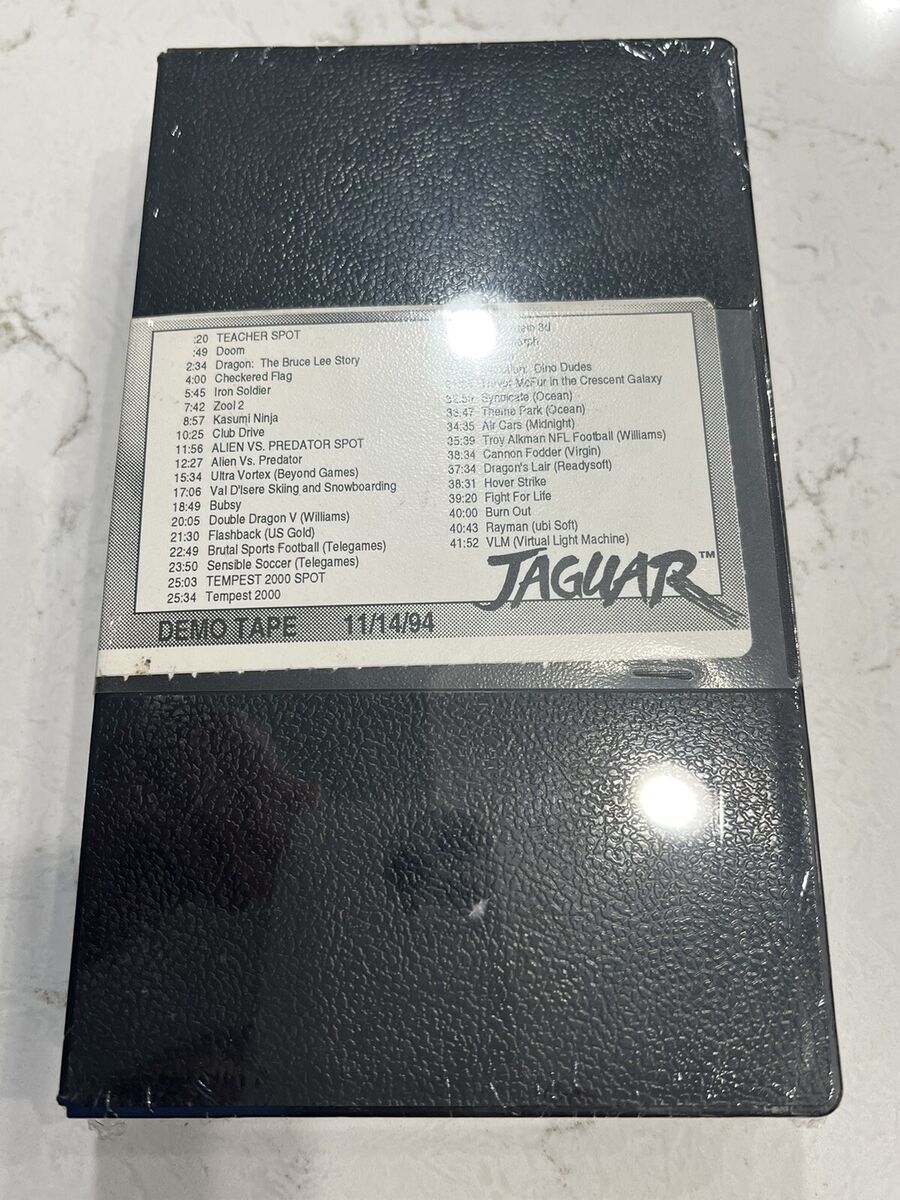 :20 TEACHER SPOT
:49 Doom
2:34 Dragon: The Bruce Lee Story
4:00 Checkered Flag
5:45 Iron Soldier
7:42 Zool 2
8:57 Kasumi Ninja
10:25 Club Drive
11:56 ALIEN VS. PREDATOR SPOT
12:27 Alien Vs. Predator
15:34 Ultra Vortex (Beyond Games)
17:06 Val D'Isere Skiing and Snowboarding
18:49 Bubsy
20:05 Double Dragon V (Williams)
21:30 Flashback (US Gold)
22:49 Brutal Sports Football (Telegames)
23:50 Sensible Soccer (Telegames)
25:03 TEMPEST 2000 SPOT
25:34 Tempest 2000
3d
Dino Dudes
Trevor McFur in the Crescent Galaxy
Syndicate (Ocean)
33:47 Theme Park (Ocean)
34:35 Air Cars (Midnight)
35:39 Troy Aikman NFL Football (Williams)
38:34 Cannon Fodder (Virgin)
37:34 Dragon's Lair (Readysoft)
38:31 Hover Strike
39:20 Fight For Life
40:00 Burn Out
40:43 Rayman (ubi Soft)
41:52 VLM (Virtual Light Machine)
JAGUAR™
DEMO TAPE 11/14/94